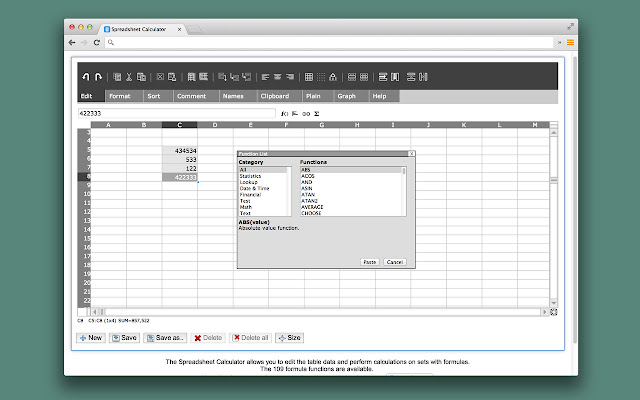 Spreadsheet Calculator
Edit Format Sort Comment Names Clipboard Plain Graph Help
422333
A B C D E F G H I J K L M
3
4
5 434534
6 533
7 122
8 422333
9
10
11
12
13
14
15
16
17
18
19
20
21
22
Function List
Category Functions
All ABS
Statistics ACOS
Lookup AND
Date & Time ASIN
Financial ATAN
Test ATAN2
Math AVERAGE
Text CHOOSE
ABS(value)
Absolute value function.
Paste Cancel
C8 C5:C8 (1x4) SUM=857,522
New Save Save as.. Delete Delete all Size
The Spreadsheet Calculator allows you to edit the table data and perform calculations on sets with formulas.
The 109 formula functions are available.